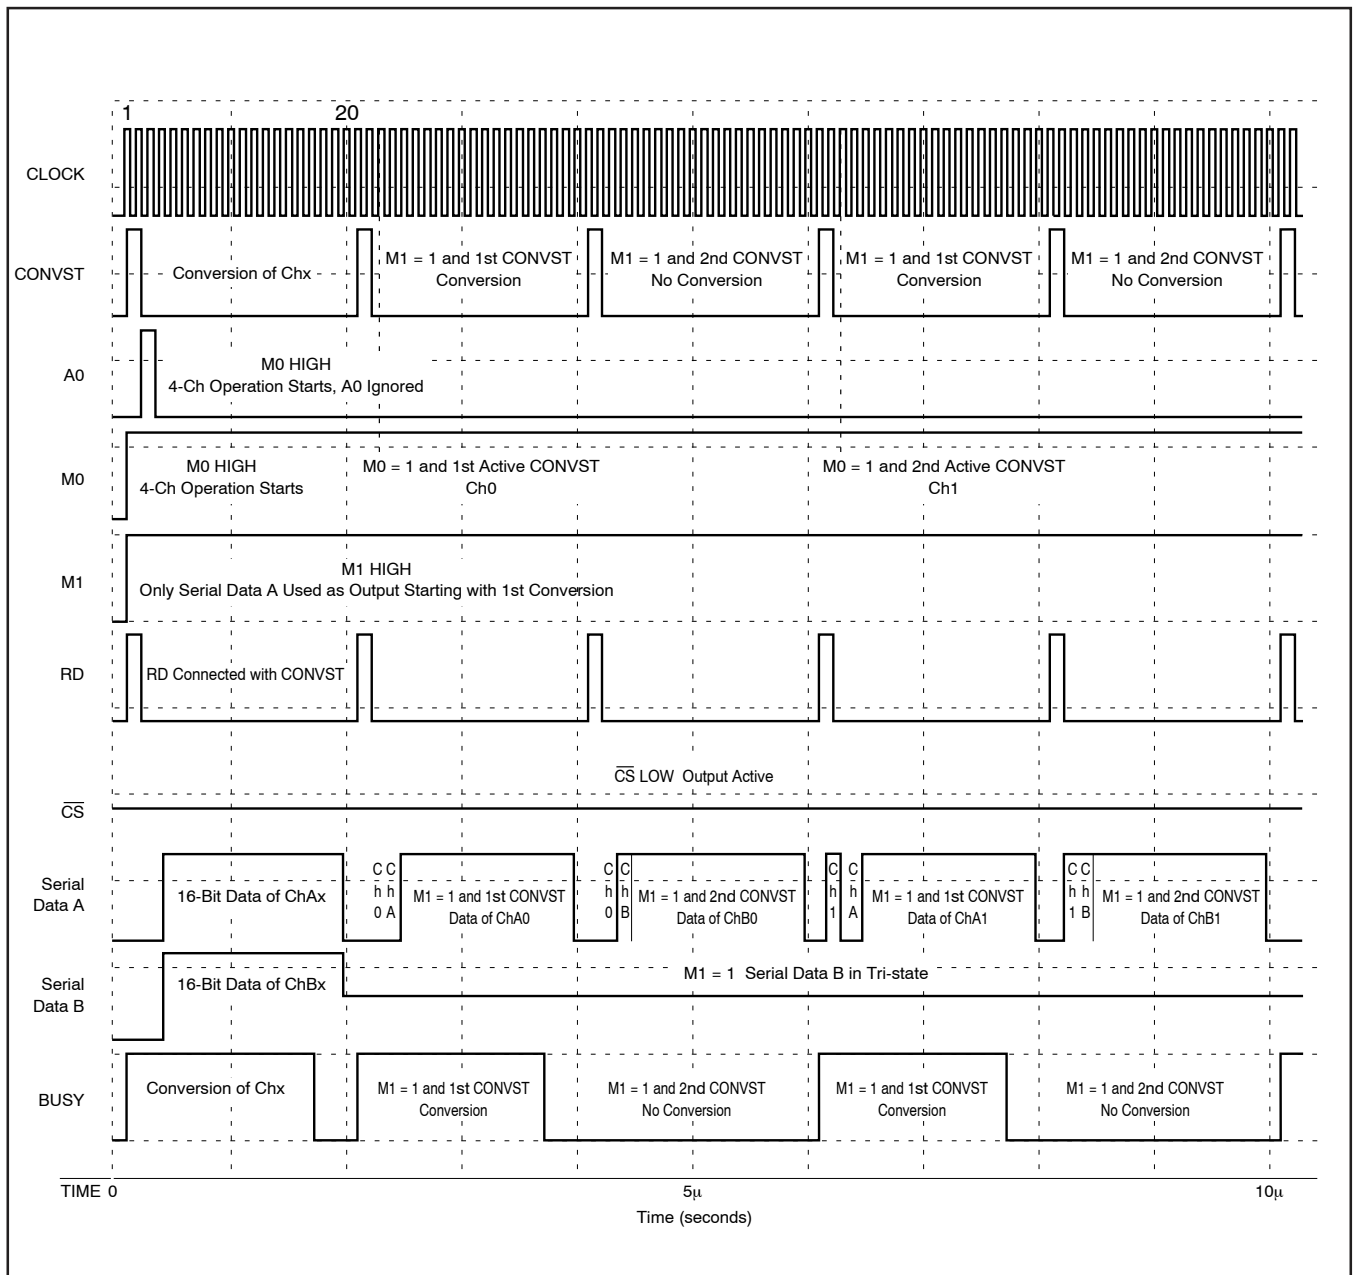 1
20
CLOCK
CONVST
Conversion of Chx
M1 = 1 and 1st CONVST
Conversion
M1 = 1 and 2nd CONVST
No Conversion
M1 = 1 and 1st CONVST
Conversion
M1 = 1 and 2nd CONVST
No Conversion
A0
M0 HIGH
4-Ch Operation Starts, A0 Ignored
M0
M0 HIGH
4-Ch Operation Starts
M0 = 1 and 1st Active CONVST
Ch0
M0 = 1 and 2nd Active CONVST
Ch1
M1
M1 HIGH
Only Serial Data A Used as Output Starting with 1st Conversion
RD
RD Connected with CONVST
CS LOW Output Active
CS
Serial
Data A
16-Bit Data of ChAx
Ch0
ChA
M1 = 1 and 1st CONVST
Data of ChA0
Ch0
ChB
M1 = 1 and 2nd CONVST
Data of ChB0
Ch1
ChA
M1 = 1 and 1st CONVST
Data of ChA1
Ch1
ChB
M1 = 1 and 2nd CONVST
Data of ChB1
Serial
Data B
16-Bit Data of ChBx
M1 = 1 Serial Data B in Tri-state
BUSY
Conversion of Chx
M1 = 1 and 1st CONVST
Conversion
M1 = 1 and 2nd CONVST
No Conversion
M1 = 1 and 1st CONVST
Conversion
M1 = 1 and 2nd CONVST
No Conversion
TIME 0
5μ
10μ
Time (seconds)